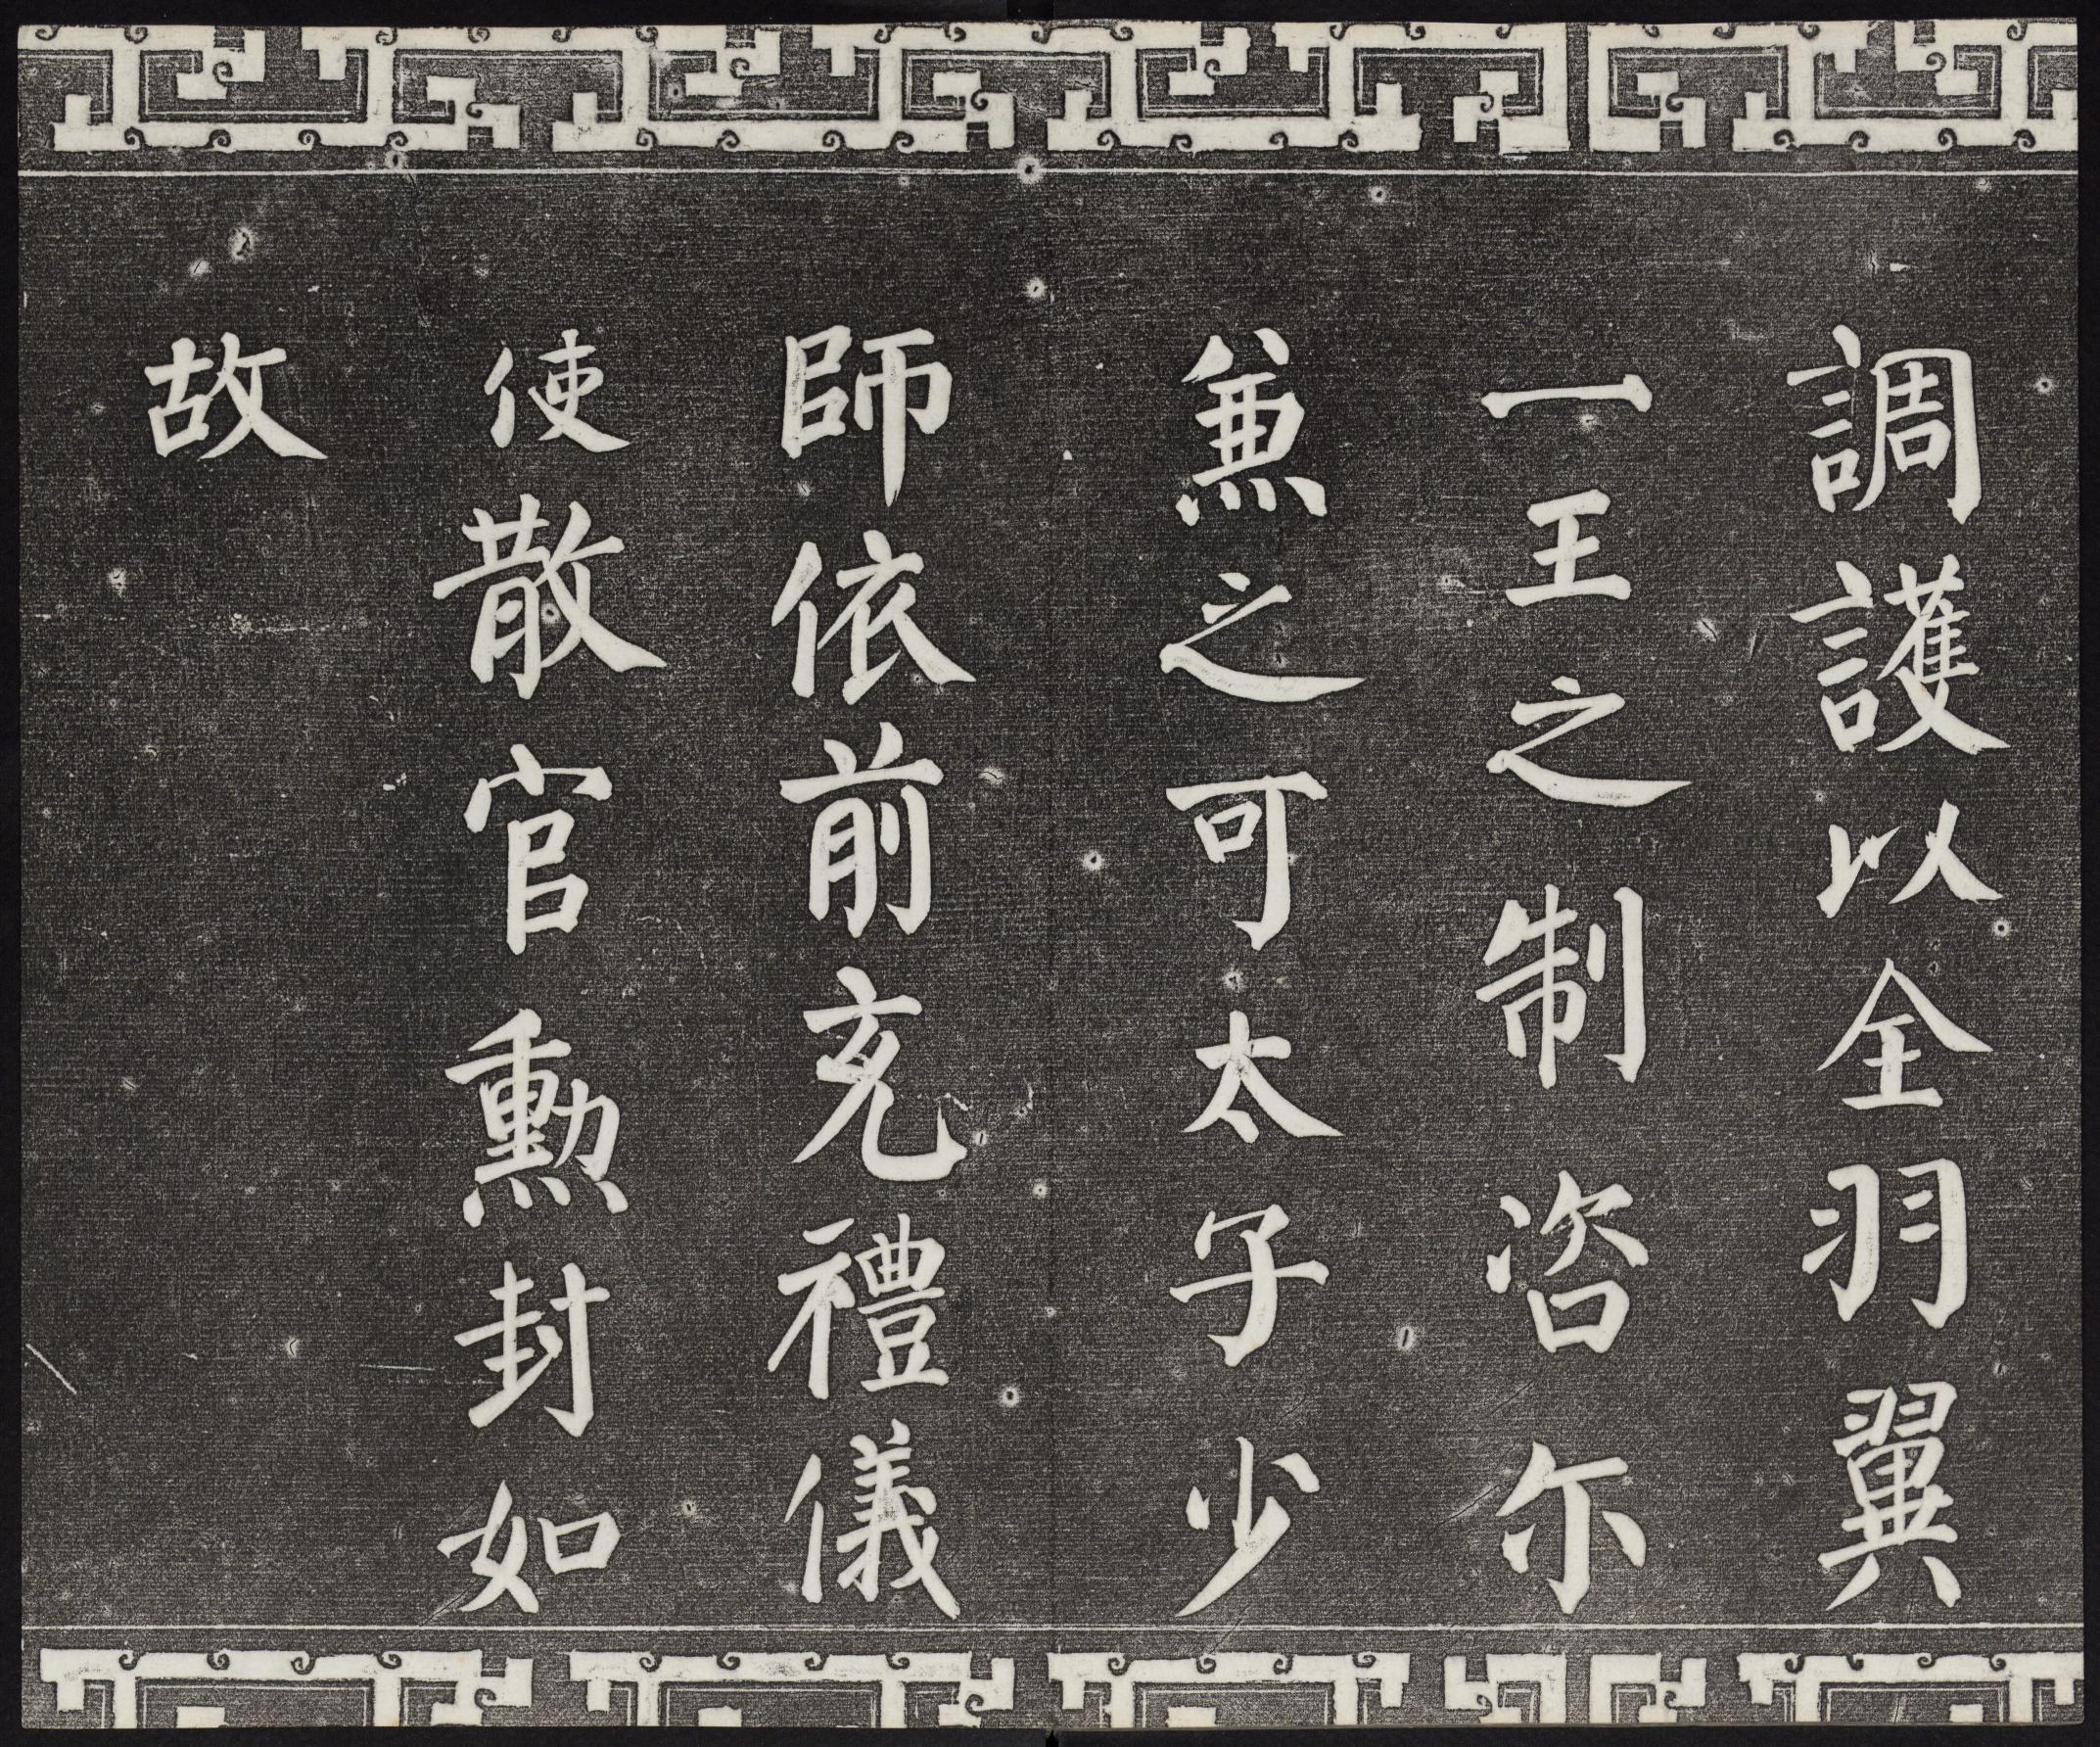 調護以全羽翼
一王之制咨尔
兼之可太子少
師依前充禮儀
使散官勳封如
故